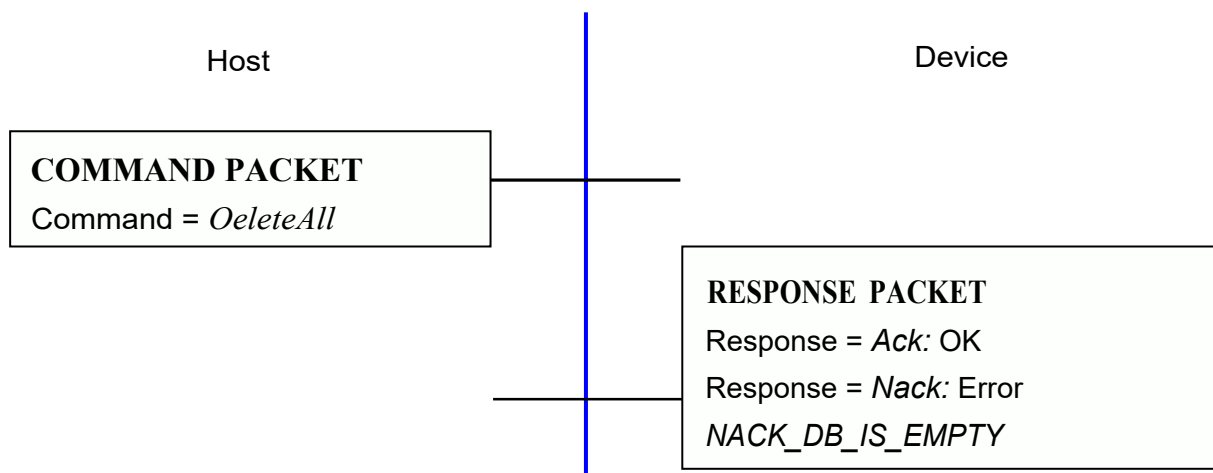 Host
Device
COMMAND PACKET
Command = OeleteAll
RESPONSE PACKET
Response = Ack: OK
Response = Nack: Error
NACK_DB_IS_EMPTY